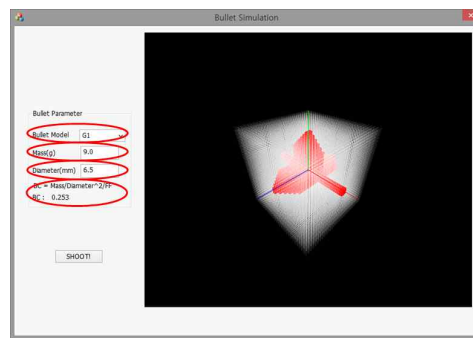 Bullet Simulation
Bullet Parameter
Bullet Model G1
Mass(g) 9.0
Diameter(mm) 6.5
BC = Mass/Diameter^2/FF
BC : 0.253
SHOOT!